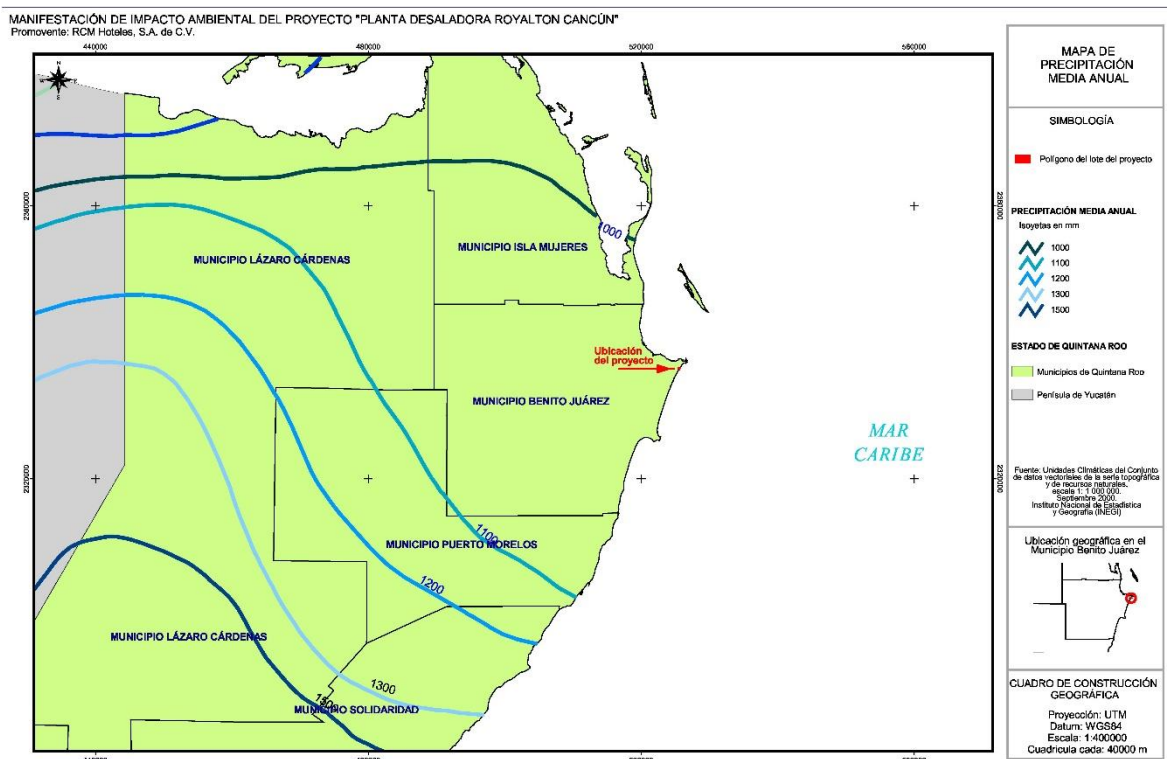 MANIFESTACIÓN DE IMPACTO AMBIENTAL DEL PROYECTO "PLANTA DESALADORA ROYALTON CANCÚN"
Promovente: RCM Hoteles, S.A. de C.V.
440000
480000
520000
560000
2360000
2360000
1000
MUNICIPIO ISLA MUJERES
MUNICIPIO LÁZARO CÁRDENAS
Ubicación
del proyecto
MUNICIPIO BENITO JUÁREZ
MAR
CARIBE
2320000
2320000
1100
MUNICIPIO PUERTO MORELOS
1200
MUNICIPIO LÁZARO CÁRDENAS
1300
1500
MUNICIPIO SOLIDARIDAD
MAPA DE
PRECIPITACIÓN
MEDIA ANUAL
SIMBOLOGÍA
Polígono del lote del proyecto
PRECIPITACIÓN MEDIA ANUAL
Isoyetas en mm
1000
1100
1200
1300
1500
ESTADO DE QUINTANA ROO
Municipios de Quintana Roo
Penísula de Yucatán
Fuente: Unidades Climáticas del Conjunto
de datos vectoriales de la serie topográfica
y de recursos naturales.
escala 1: 1 000 000.
Septiembre 2000.
Instituto Nacional de Estadística
y Geografía (INEGI)
Ubicación geográfica en el
Municipio Benito Juárez
CUADRO DE CONSTRUCCIÓN
GEOGRÁFICA
Proyección: UTM
Datum: WGS84
Escala: 1:400000
Cuadrícula cada: 40000 m